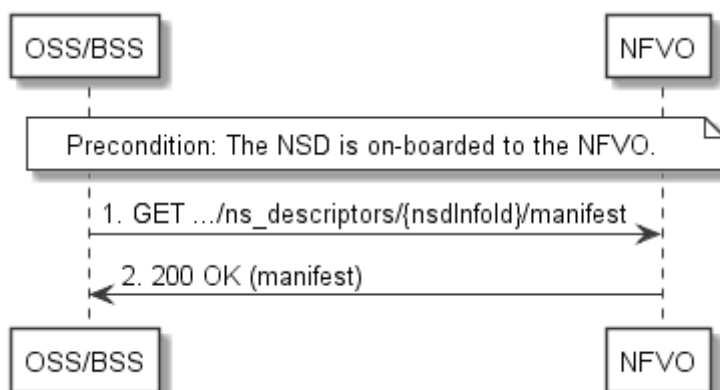 OSS/BSS
NFVO
Precondition: The NSD is on-boarded to the NFVO.
1. GET .../ns_descriptors/{nsdInfoId}/manifest
2. 200 OK (manifest)
OSS/BSS
NFVO